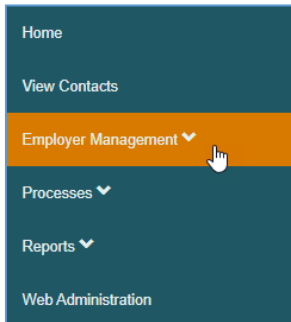 Home
View Contacts
Employer Management
Processes
Reports
Web Administration